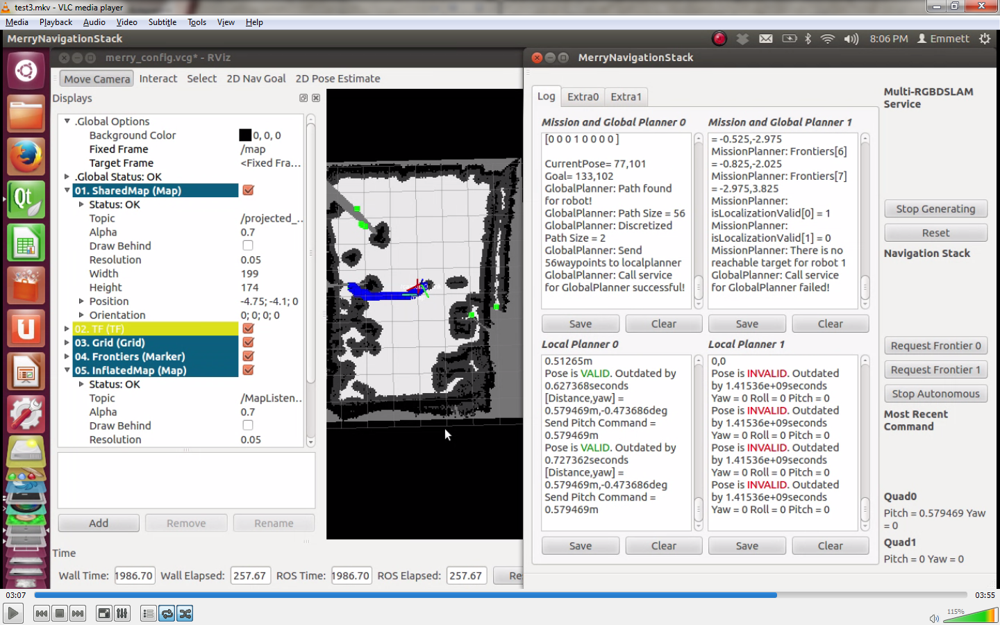 test3.mkv - VLC media player
Media Playback Audio Video Subtitle Tools View Help
MerryNavigationStack
8:06 PM Emmett
merry_config.vcg* - RViz
Move Camera Interact Select 2D Nav Goal 2D Pose Estimate
Displays
.Global Options
Background Color 0, 0, 0
Fixed Frame /map
Target Frame <Fixed Fra...
.Global Status: OK
01. SharedMap (Map)
Status: OK
Topic /projected_...
Alpha 0.7
Draw Behind
Resolution 0.05
Width 199
Height 174
Position -4.75; -4.1; 0
Orientation 0; 0; 0; 0
02. TF (TF)
03. Grid (Grid)
04. Frontiers (Marker)
05. InflatedMap (Map)
Status: OK
Topic /MapListen...
Alpha 0.7
Draw Behind
Resolution 0.05
Add Remove Rename
Time
Wall Time: 1986.70 Wall Elapsed: 257.67 ROS Time: 1986.70 ROS Elapsed: 257.67 Re
MerryNavigationStack
Log Extra0 Extra1
Mission and Global Planner 0
[0 0 0 1 0 0 0 0 ]
CurrentPose= 77,101
Goal= 133,102
GlobalPlanner: Path found
for robot!
GlobalPlanner: Path Size = 56
GlobalPlanner: Discretized
Path Size = 2
GlobalPlanner: Send
56waypoints to localplanner
GlobalPlanner: Call service
for GlobalPlanner successful!
Save Clear
Mission and Global Planner 1
= -0.525,-2.975
MissionPlanner: Frontiers[6]
= -0.825,-2.025
MissionPlanner: Frontiers[7]
= -2.975,3.825
MissionPlanner:
isLocalizationValid[0] = 1
MissionPlanner:
isLocalizationValid[1] = 0
MissionPlanner: There is no
reachable target for robot 1
MissionPlanner: Call service
for GlobalPlanner failed!
Save Clear
Local Planner 0
0.51265m
Pose is VALID. Outdated by
0.627368seconds
[Distance,yaw] =
0.579469m,-0.473686deg
Send Pitch Command =
0.579469m
Pose is VALID. Outdated by
0.727362seconds
[Distance,yaw] =
0.579469m,-0.473686deg
Send Pitch Command =
0.579469m
Save Clear
Local Planner 1
0,0
Pose is INVALID. Outdated
by 1.41536e+09seconds
Yaw = 0 Roll = 0 Pitch = 0
Pose is INVALID. Outdated
by 1.41536e+09seconds
Yaw = 0 Roll = 0 Pitch = 0
Pose is INVALID. Outdated
by 1.41536e+09seconds
Yaw = 0 Roll = 0 Pitch = 0
Pose is INVALID. Outdated
by 1.41536e+09seconds
Yaw = 0 Roll = 0 Pitch = 0
Save Clear
Multi-RGBDSLAM
Service
Stop Generating
Reset
Navigation Stack
Request Frontier 0
Request Frontier 1
Stop Autonomous
Most Recent
Command
Quad0
Pitch = 0.579469 Yaw
= 0
Quad1
Pitch = 0 Yaw = 0
03:07 03:55
115%